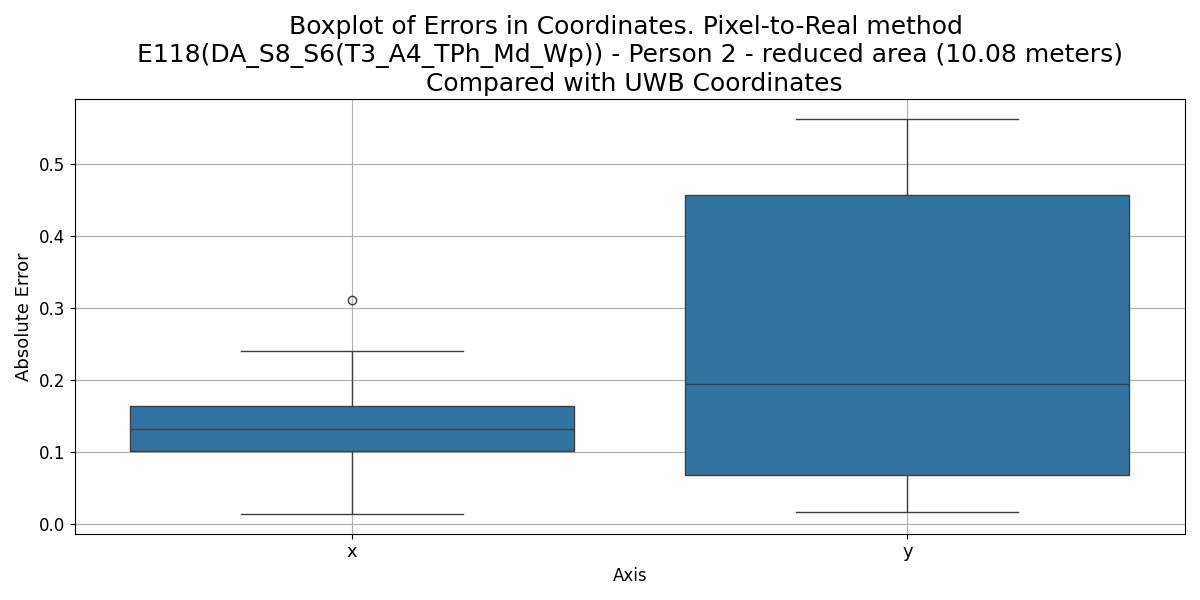 Boxplot of Errors in Coordinates. Pixel-to-Real method
E118(DA_S8_S6(T3_A4_TPh_Md_Wp)) - Person 2 - reduced area (10.08 meters)
Compared with UWB Coordinates
Absolute Error
0.5
0.4
0.3
0.2
0.1
0.0
x y
Axis